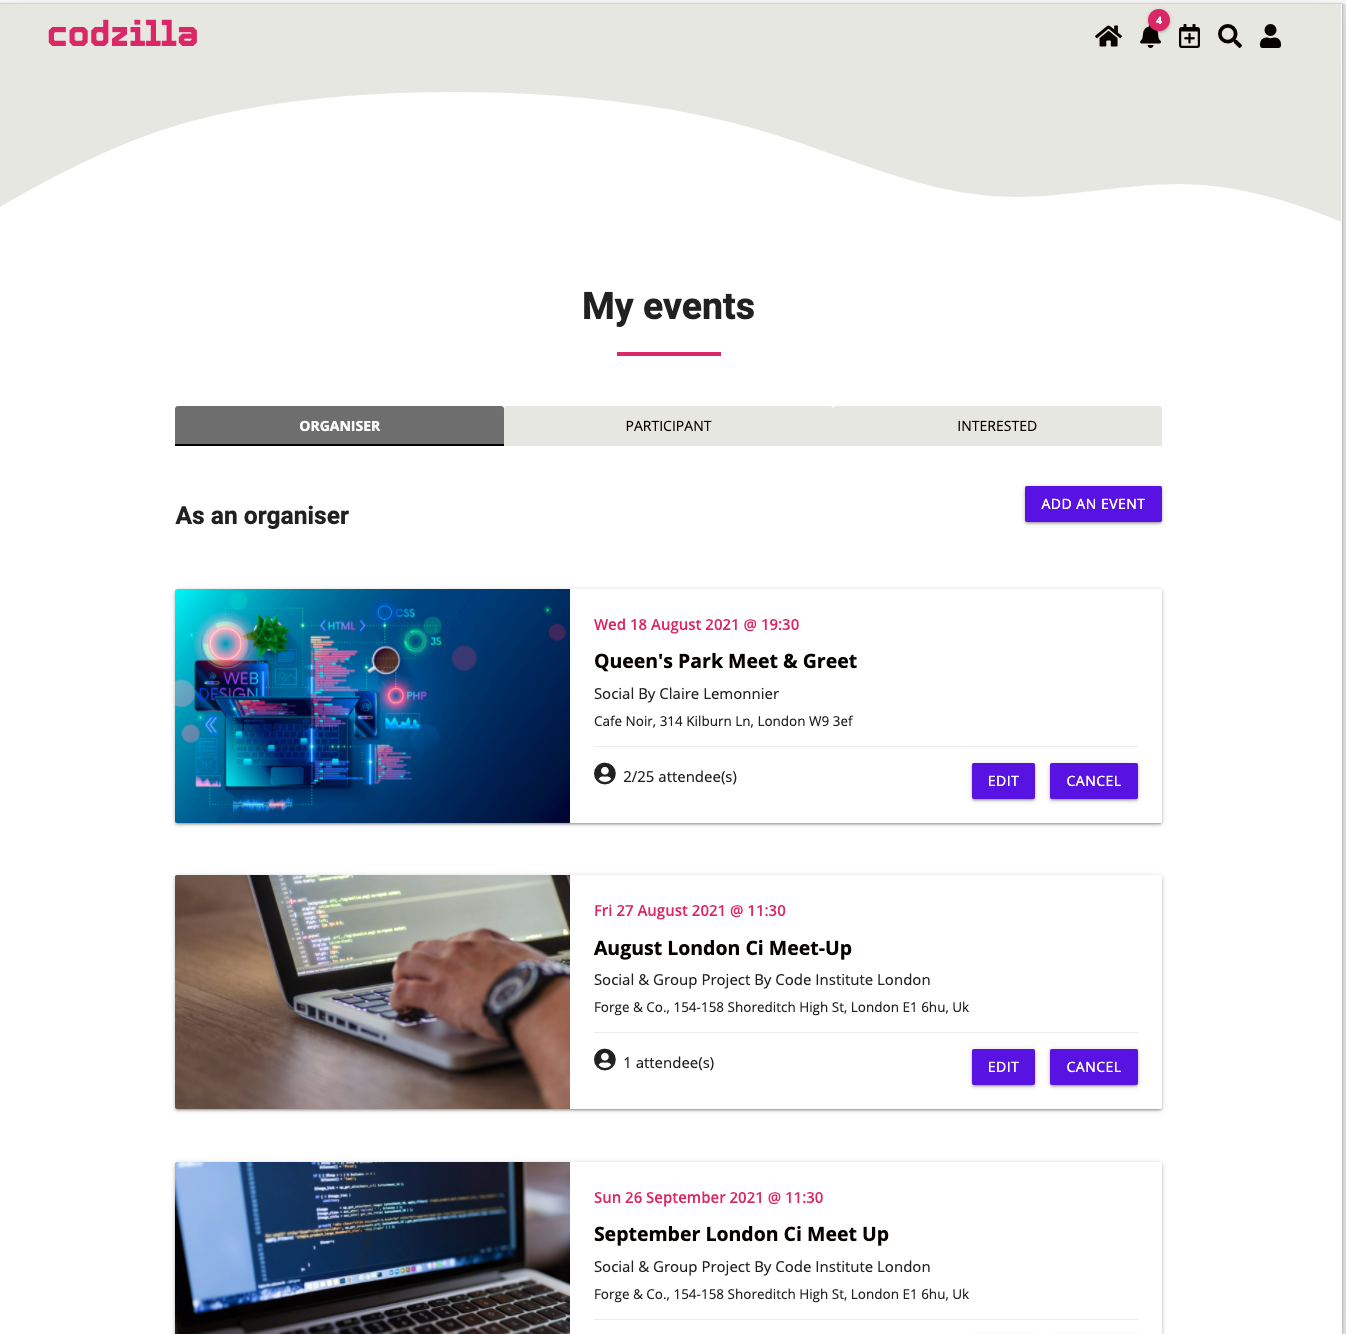 codzilla
4
My events
ORGANISER
PARTICIPANT
INTERESTED
As an organiser
ADD AN EVENT
<HTML>
CSS
JS
WEB
DESIGN
PHP
Wed 18 August 2021 @ 19:30
Queen's Park Meet & Greet
Social By Claire Lemonnier
Cafe Noir, 314 Kilburn Ln, London W9 3ef
2/25 attendee(s)
EDIT
CANCEL
Fri 27 August 2021 @ 11:30
August London Ci Meet-Up
Social & Group Project By Code Institute London
Forge & Co., 154-158 Shoreditch High St, London E1 6hu, Uk
1 attendee(s)
EDIT
CANCEL
Sun 26 September 2021 @ 11:30
September London Ci Meet Up
Social & Group Project By Code Institute London
Forge & Co., 154-158 Shoreditch High St, London E1 6hu, Uk